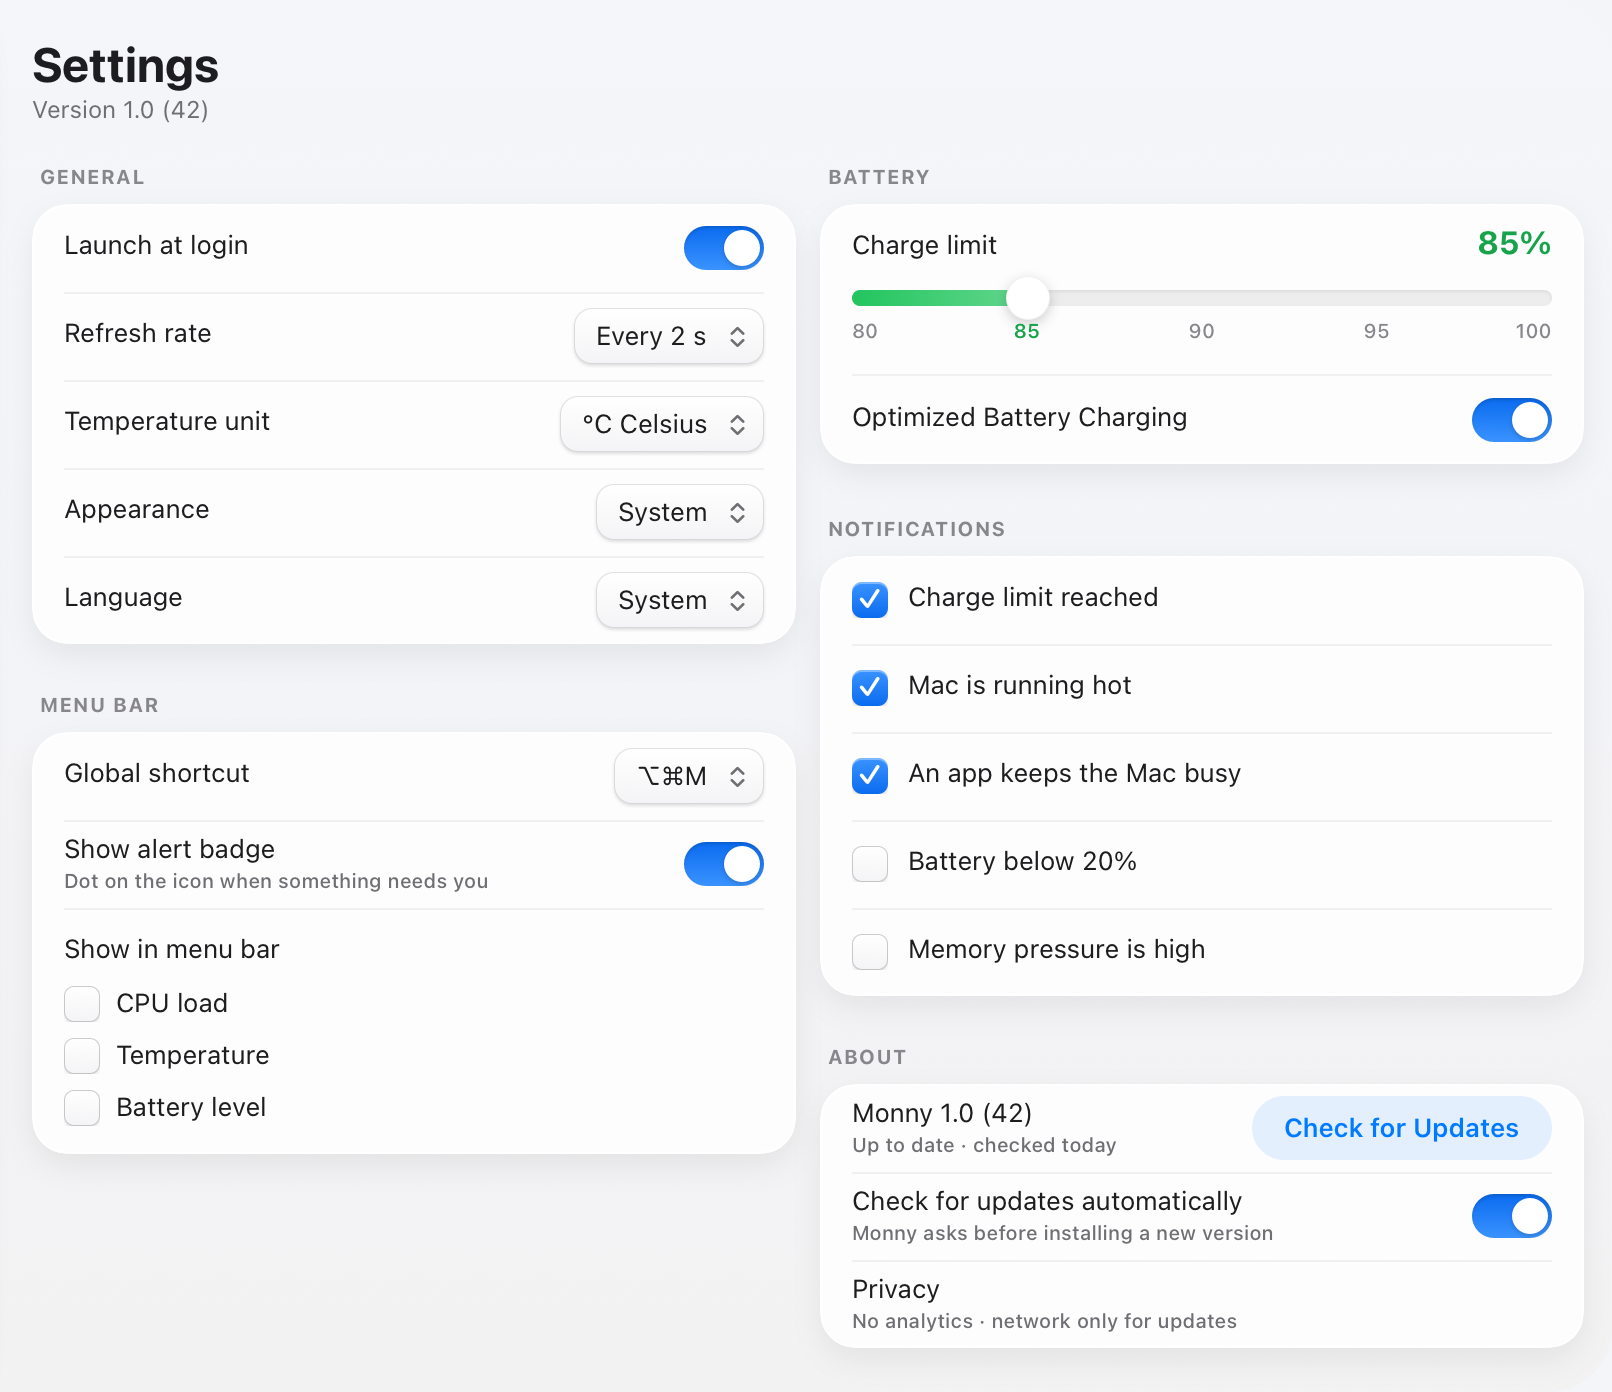 Settings
Version 1.0 (42)
GENERAL
Launch at login
Refresh rate
Every 2 s
Temperature unit
°C Celsius
Appearance
System
Language
System
MENU BAR
Global shortcut
⌥⌘M
Show alert badge
Dot on the icon when something needs you
Show in menu bar
CPU load
Temperature
Battery level
BATTERY
Charge limit
85%
80 85 90 95 100
Optimized Battery Charging
NOTIFICATIONS
Charge limit reached
Mac is running hot
An app keeps the Mac busy
Battery below 20%
Memory pressure is high
ABOUT
Monny 1.0 (42)
Up to date · checked today
Check for Updates
Check for updates automatically
Monny asks before installing a new version
Privacy
No analytics · network only for updates